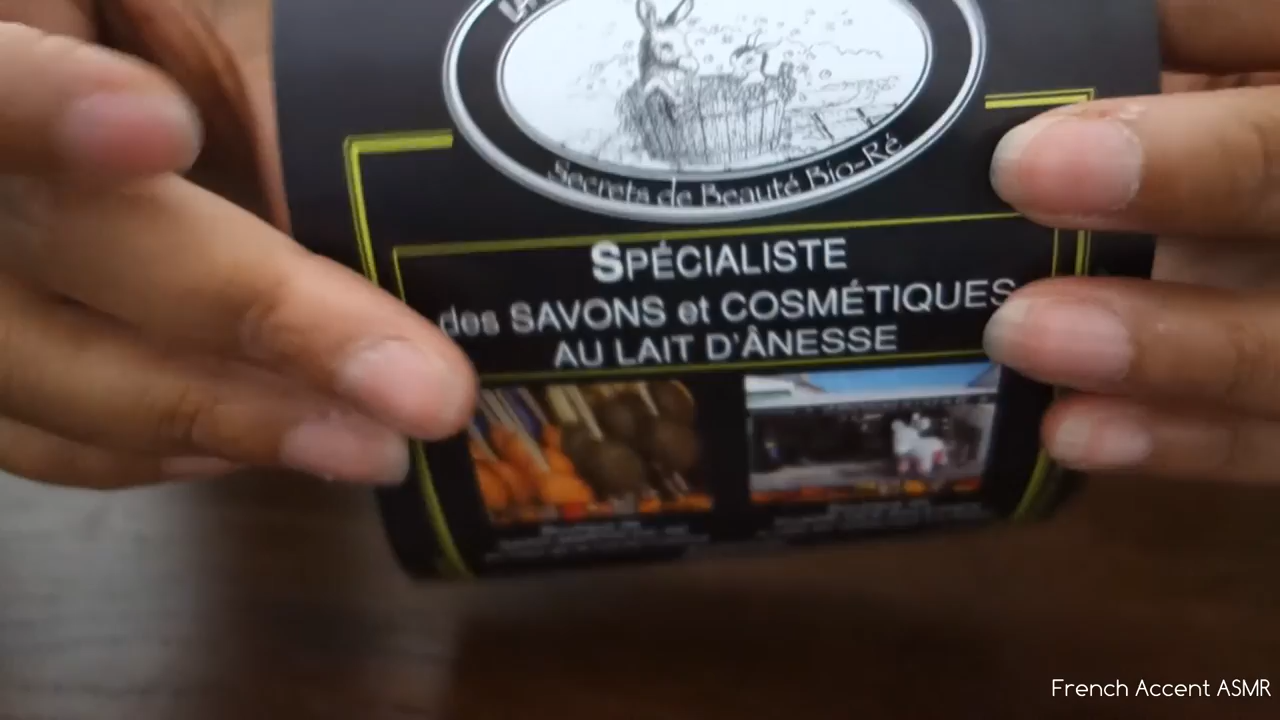 Secrets de Beauté Bio-Ré
SPÉCIALISTE
des SAVONS et COSMÉTIQUES
AU LAIT D'ÂNESSE
French Accent ASMR